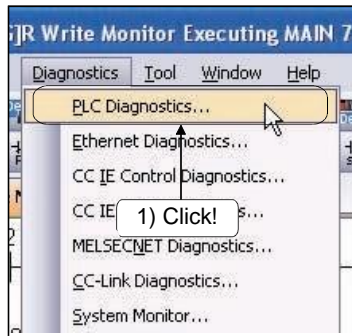 ]R Write Monitor Executing MAIN 7
Diagnostics Tool Window Help
PLC Diagnostics...
Ethernet Diagnostics...
CC IE Control Diagnostics...
CC IE
1) Click!
MELSECNET Diagnostics...
CC-Link Diagnostics...
System Monitor...